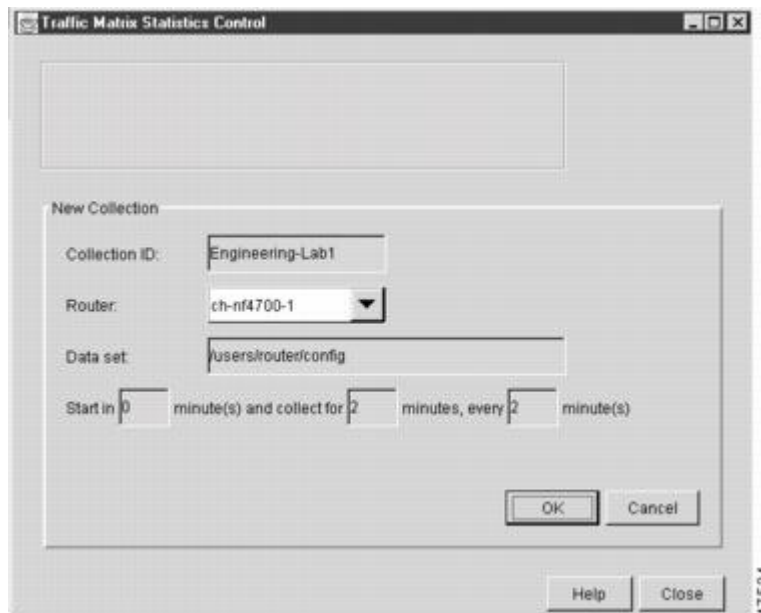 Traffic Matrix Statistics Control
New Collection
Collection ID: Engineering-Lab1
Router: ch-nf4700-1
Data set: /users/router/config
Start in 0 minute(s) and collect for 2 minutes, every 2 minute(s)
OK Cancel
Help Close